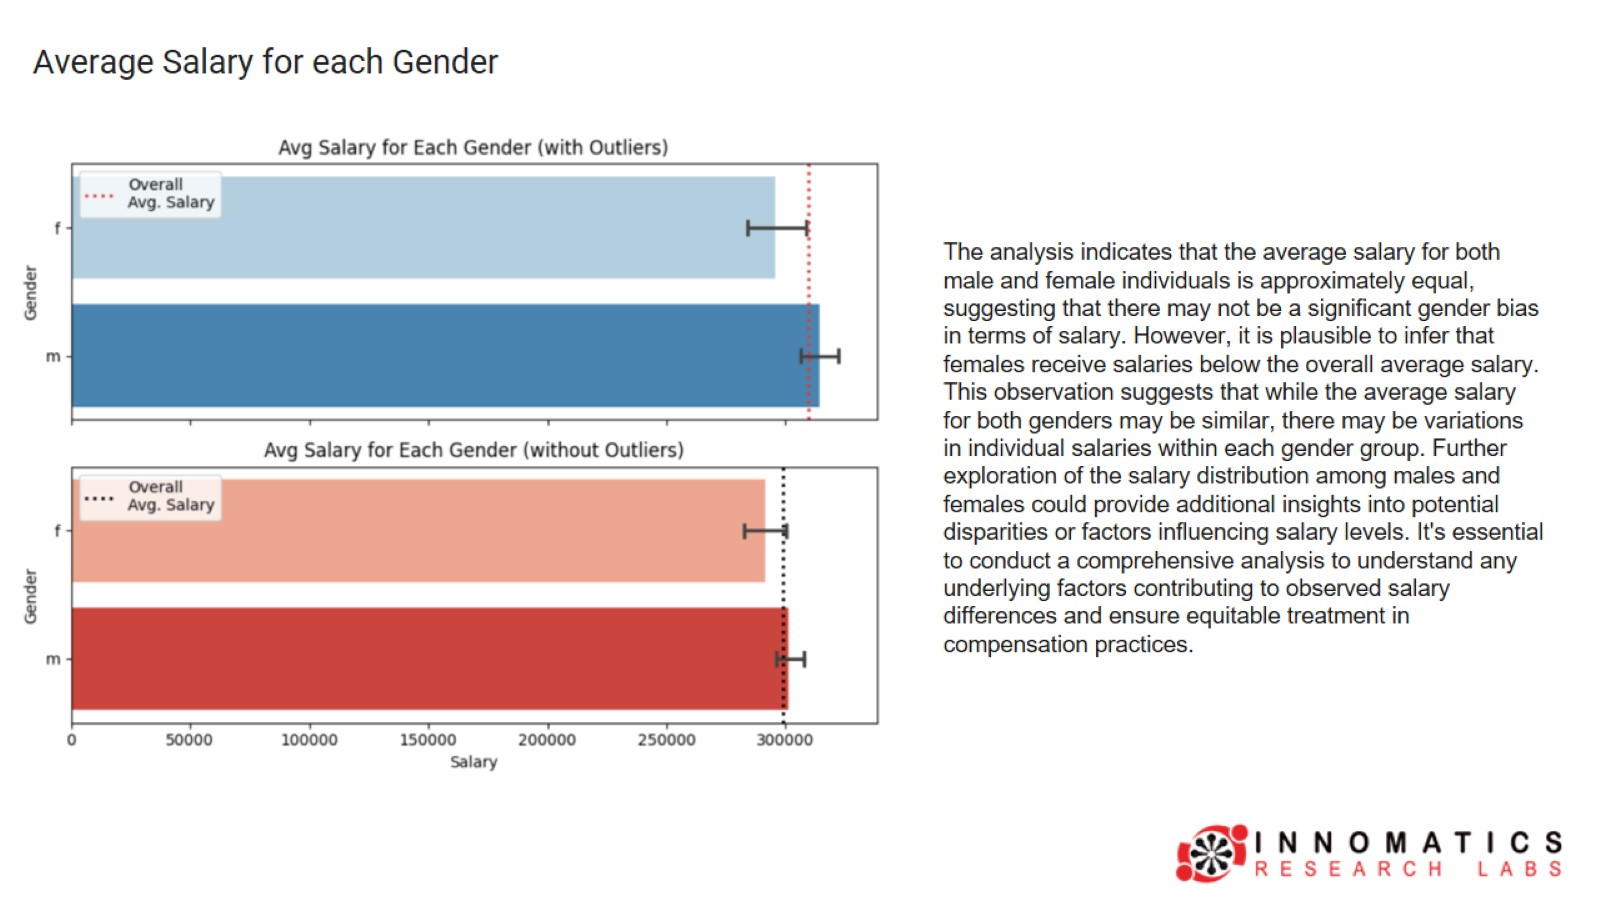 Average Salary for each Gender
Avg Salary for Each Gender (with Outliers)
Overall
Avg. Salary
f
m
Gender
Avg Salary for Each Gender (without Outliers)
Overall
Avg. Salary
f
m
Gender
0 50000 100000 150000 200000 250000 300000
Salary
The analysis indicates that the average salary for both
male and female individuals is approximately equal,
suggesting that there may not be a significant gender bias
in terms of salary. However, it is plausible to infer that
females receive salaries below the overall average salary.
This observation suggests that while the average salary
for both genders may be similar, there may be variations
in individual salaries within each gender group. Further
exploration of the salary distribution among males and
females could provide additional insights into potential
disparities or factors influencing salary levels. It's essential
to conduct a comprehensive analysis to understand any
underlying factors contributing to observed salary
differences and ensure equitable treatment in
compensation practices.
INNOMATICS
RESEARCH LABS